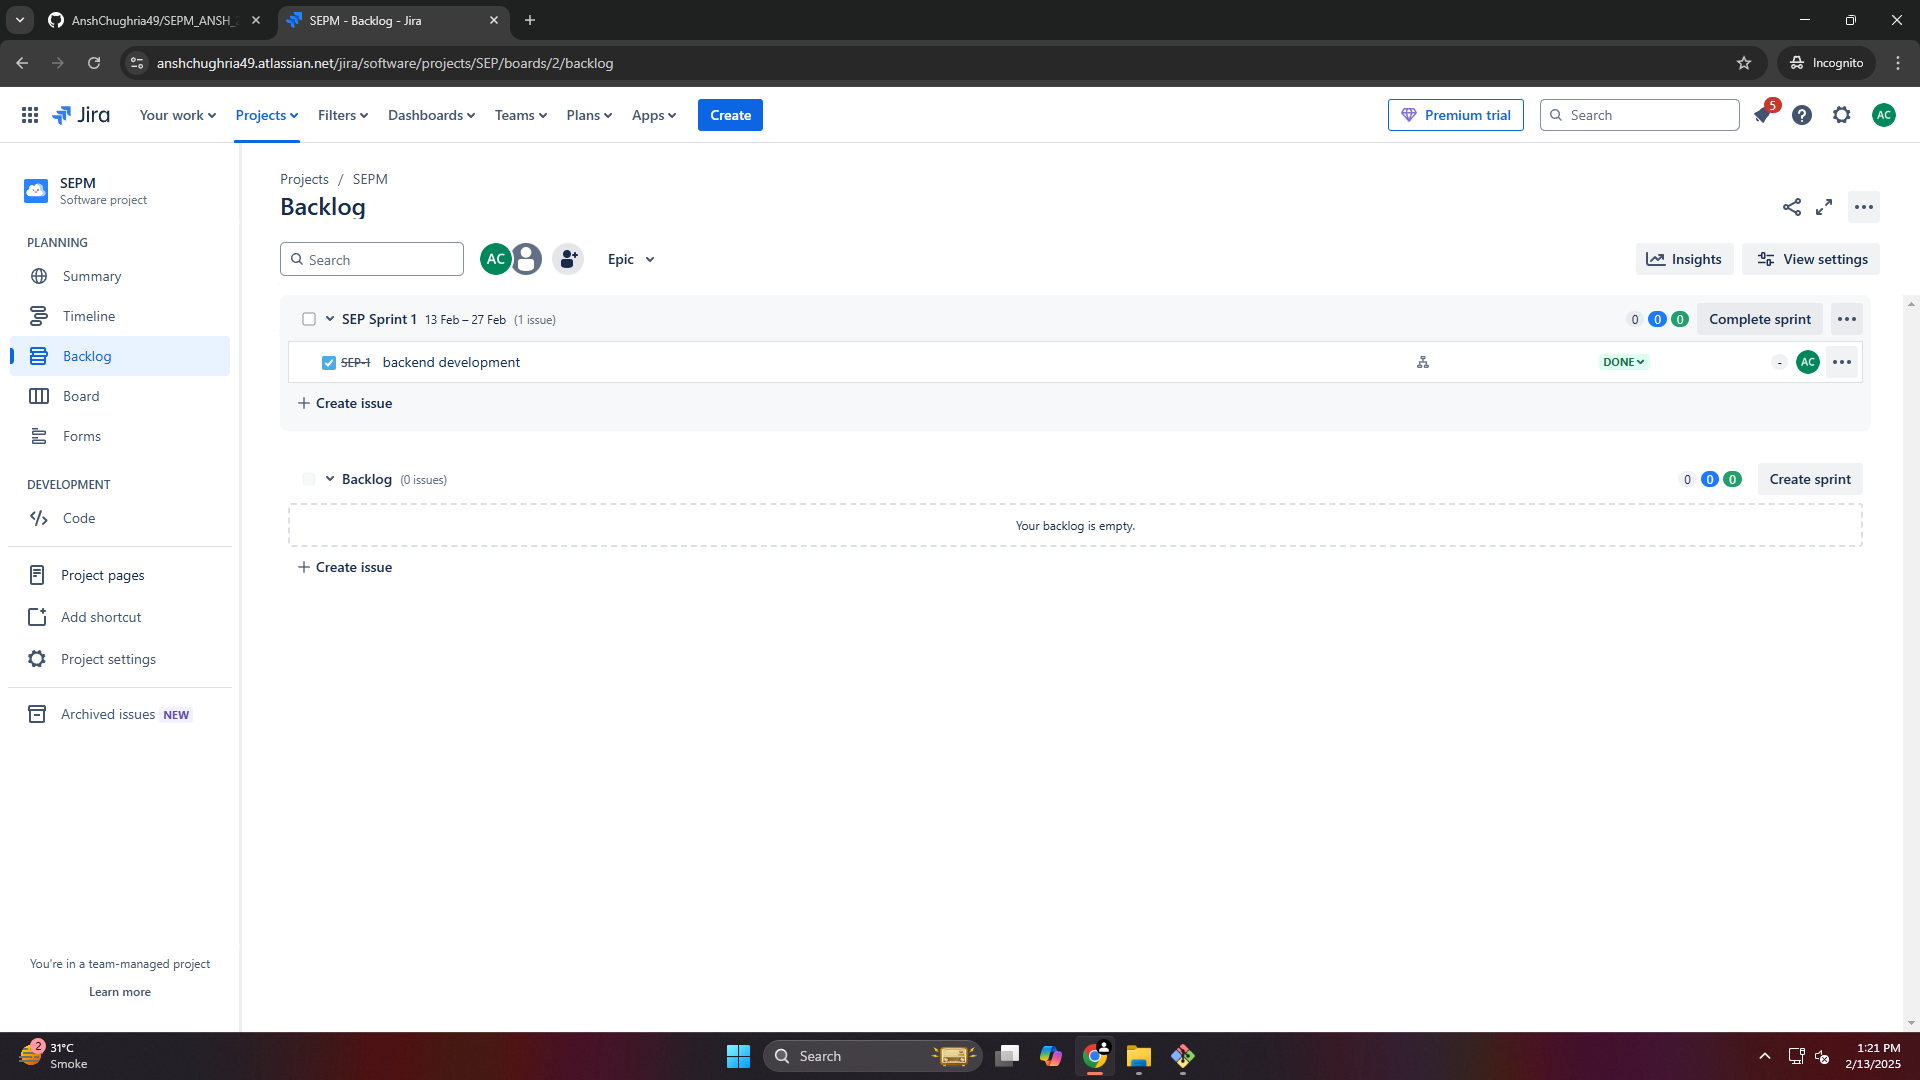 AnshChughria49/SEPM_ANSH_
SEPM - Backlog - Jira
anshchughria49.atlassian.net/jira/software/projects/SEP/boards/2/backlog
Incognito
Jira
Your work
Projects
Filters
Dashboards
Teams
Plans
Apps
Create
Premium trial
Search
5
AC
SEPM
Software project
PLANNING
Summary
Timeline
Backlog
Board
Forms
DEVELOPMENT
Code
Project pages
Add shortcut
Project settings
Archived issues NEW
You're in a team-managed project
Learn more
Projects / SEPM
Backlog
Search
AC
Epic
Insights
View settings
SEP Sprint 1 13 Feb – 27 Feb (1 issue)
0 0 0
Complete sprint
SEP-1 backend development
DONE
-
AC
+ Create issue
Backlog (0 issues)
0 0 0
Create sprint
Your backlog is empty.
+ Create issue
2
31°C
Smoke
Search
1:21 PM
2/13/2025